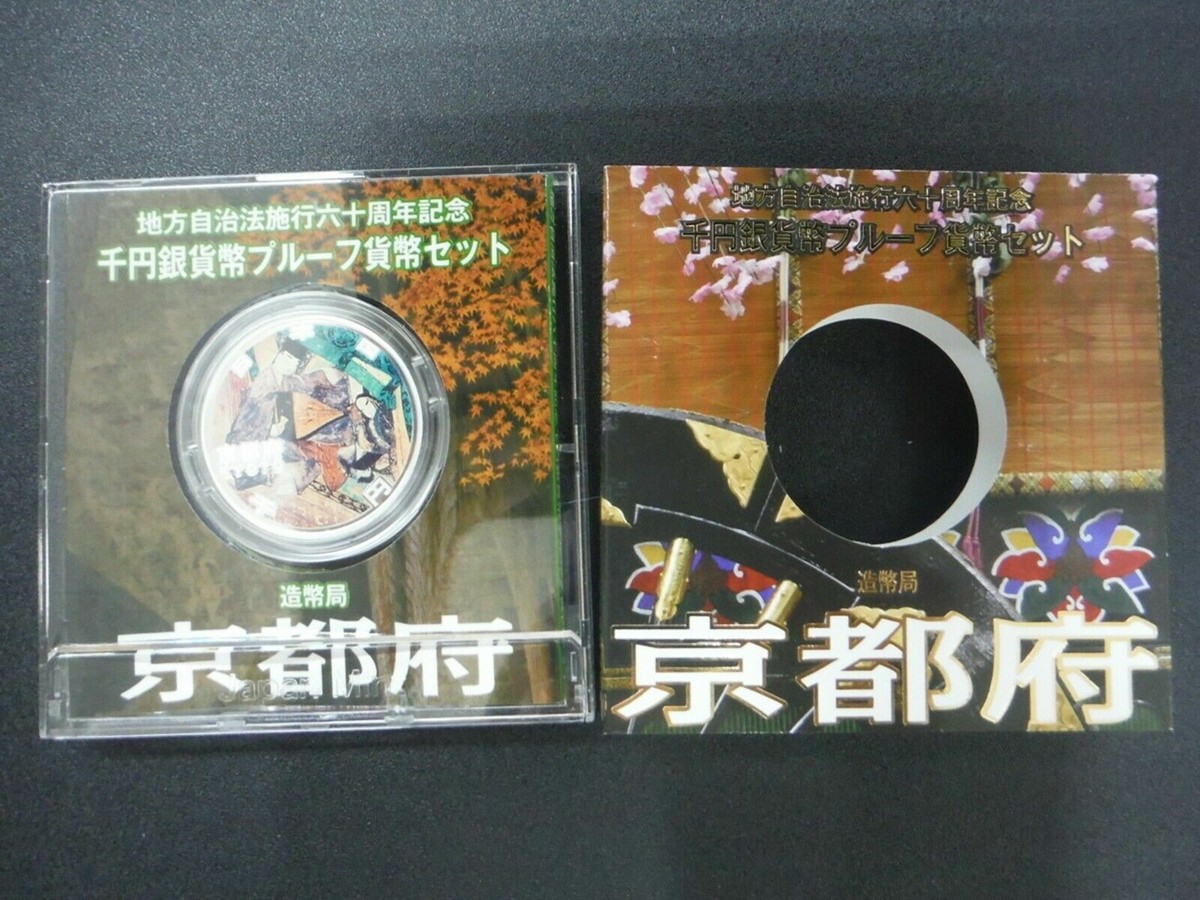 地方自治法施行六十周年記念
千円銀貨幣プルーフ貨幣セット
円
造幣局
京都府
Japan Mint
地方自治法施行六十周年記念
千円銀貨幣プルーフ貨幣セット
造幣局
京都府